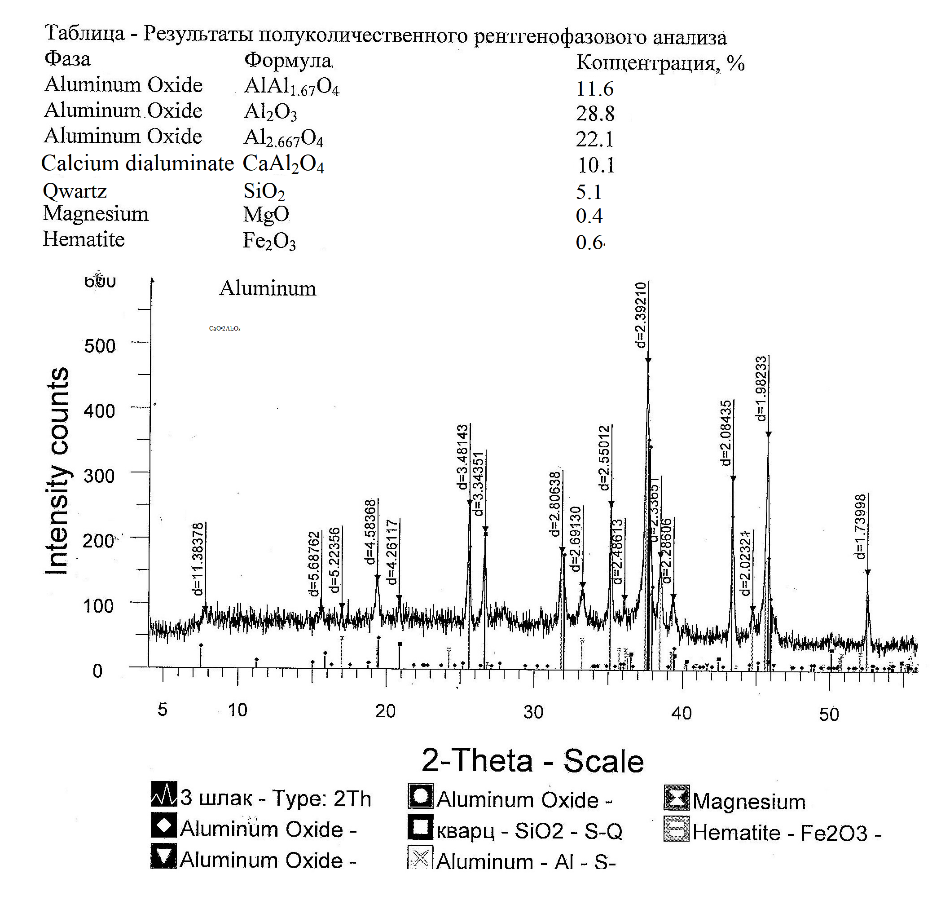 Таблица - Результаты полуколичественного рентгенофазового анализа
Фаза Формула Концентрация, %
Aluminum Oxide AlAl1.67O4 11.6
Aluminum Oxide Al2O3 28.8
Aluminum Oxide Al2.667O4 22.1
Calcium dialuminate CaAl2O4 10.1
Qwartz SiO2 5.1
Magnesium MgO 0.4
Hematite Fe2O3 0.6
Aluminum
600
500
400
300
200
100
0
Intensity counts
d=11.38378
d=5.68762
d=5.22356
d=4.58368
d=4.26117
d=3.48143
d=3.34351
d=2.80638
d=2.69130
d=2.55012
d=2.48613
d=2.39210
d=2.33651
d=2.28606
d=2.08435
d=2.02321
d=1.98233
d=1.73998
5 10 20 30 40 50
2-Theta - Scale
3 шлак - Type: 2Th
Aluminum Oxide -
Aluminum Oxide -
Aluminum Oxide -
кварц - SiO2 - S-Q
Aluminum - Al - S-
Magnesium
Hematite - Fe2O3 -